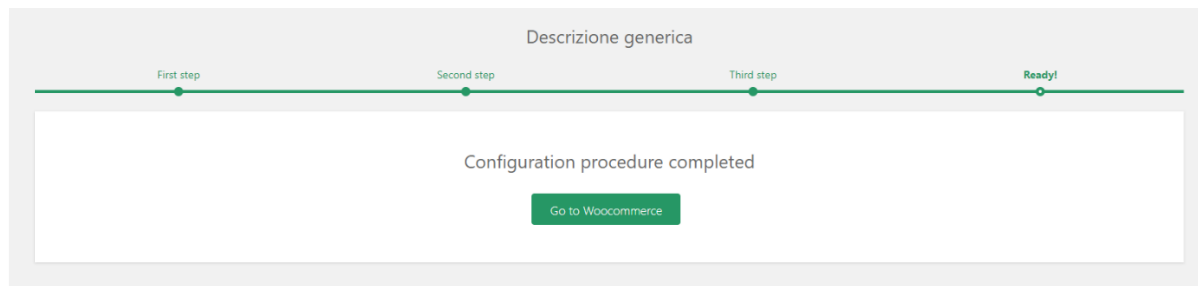 Descrizione generica
First step
Second step
Third step
Ready!
Configuration procedure completed
Go to Woocommerce